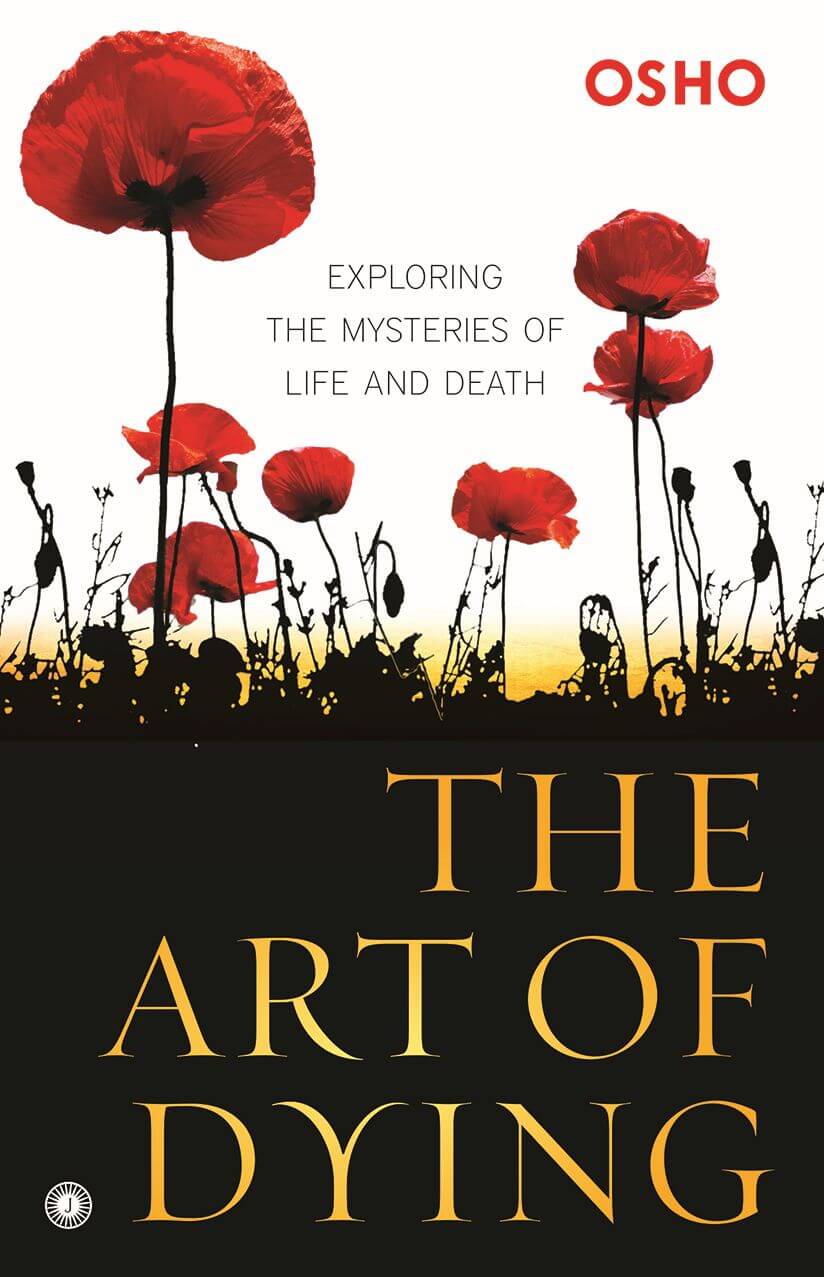 OSHO
EXPLORING
THE MYSTERIES OF
LIFE AND DEATH
THE
ART OF
DYING
J